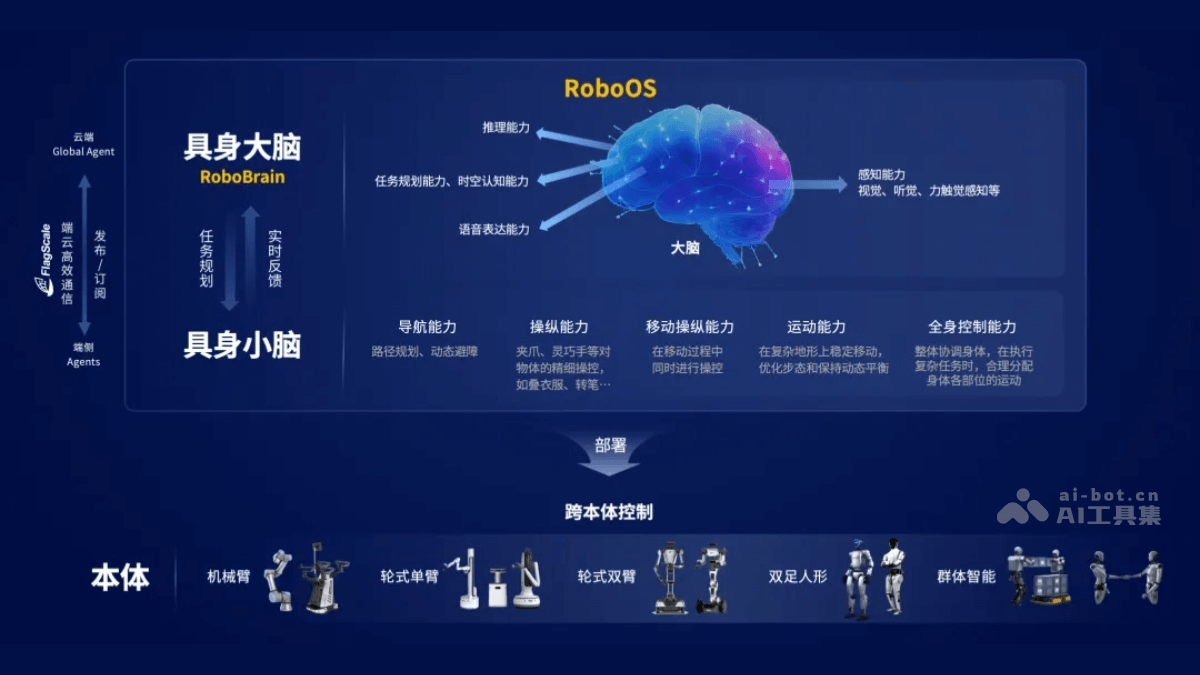 RoboOS
云端
Global Agent
FlagScale
端云高效通信
发布/订阅
端侧
Agents
具身大脑
RoboBrain
任务规划
实时反馈
具身小脑
推理能力
任务规划能力、时空认知能力
语音表达能力
大脑
感知能力
视觉、听觉、力触觉感知等
导航能力
路径规划、动态避障
操纵能力
夹爪、灵巧手等对
物体的精细操控，
如叠衣服、转笔…
移动操纵能力
在移动过程中
同时进行操控
运动能力
在复杂地形上稳定移动，
优化步态和保持动态平衡
全身控制能力
整体协调身体，在执行
复杂任务时，合理分配
身体各部位的运动
部署
跨本体控制
ai-bot.cn
AI工具集
本体
机械臂
轮式单臂
轮式双臂
双足人形
群体智能